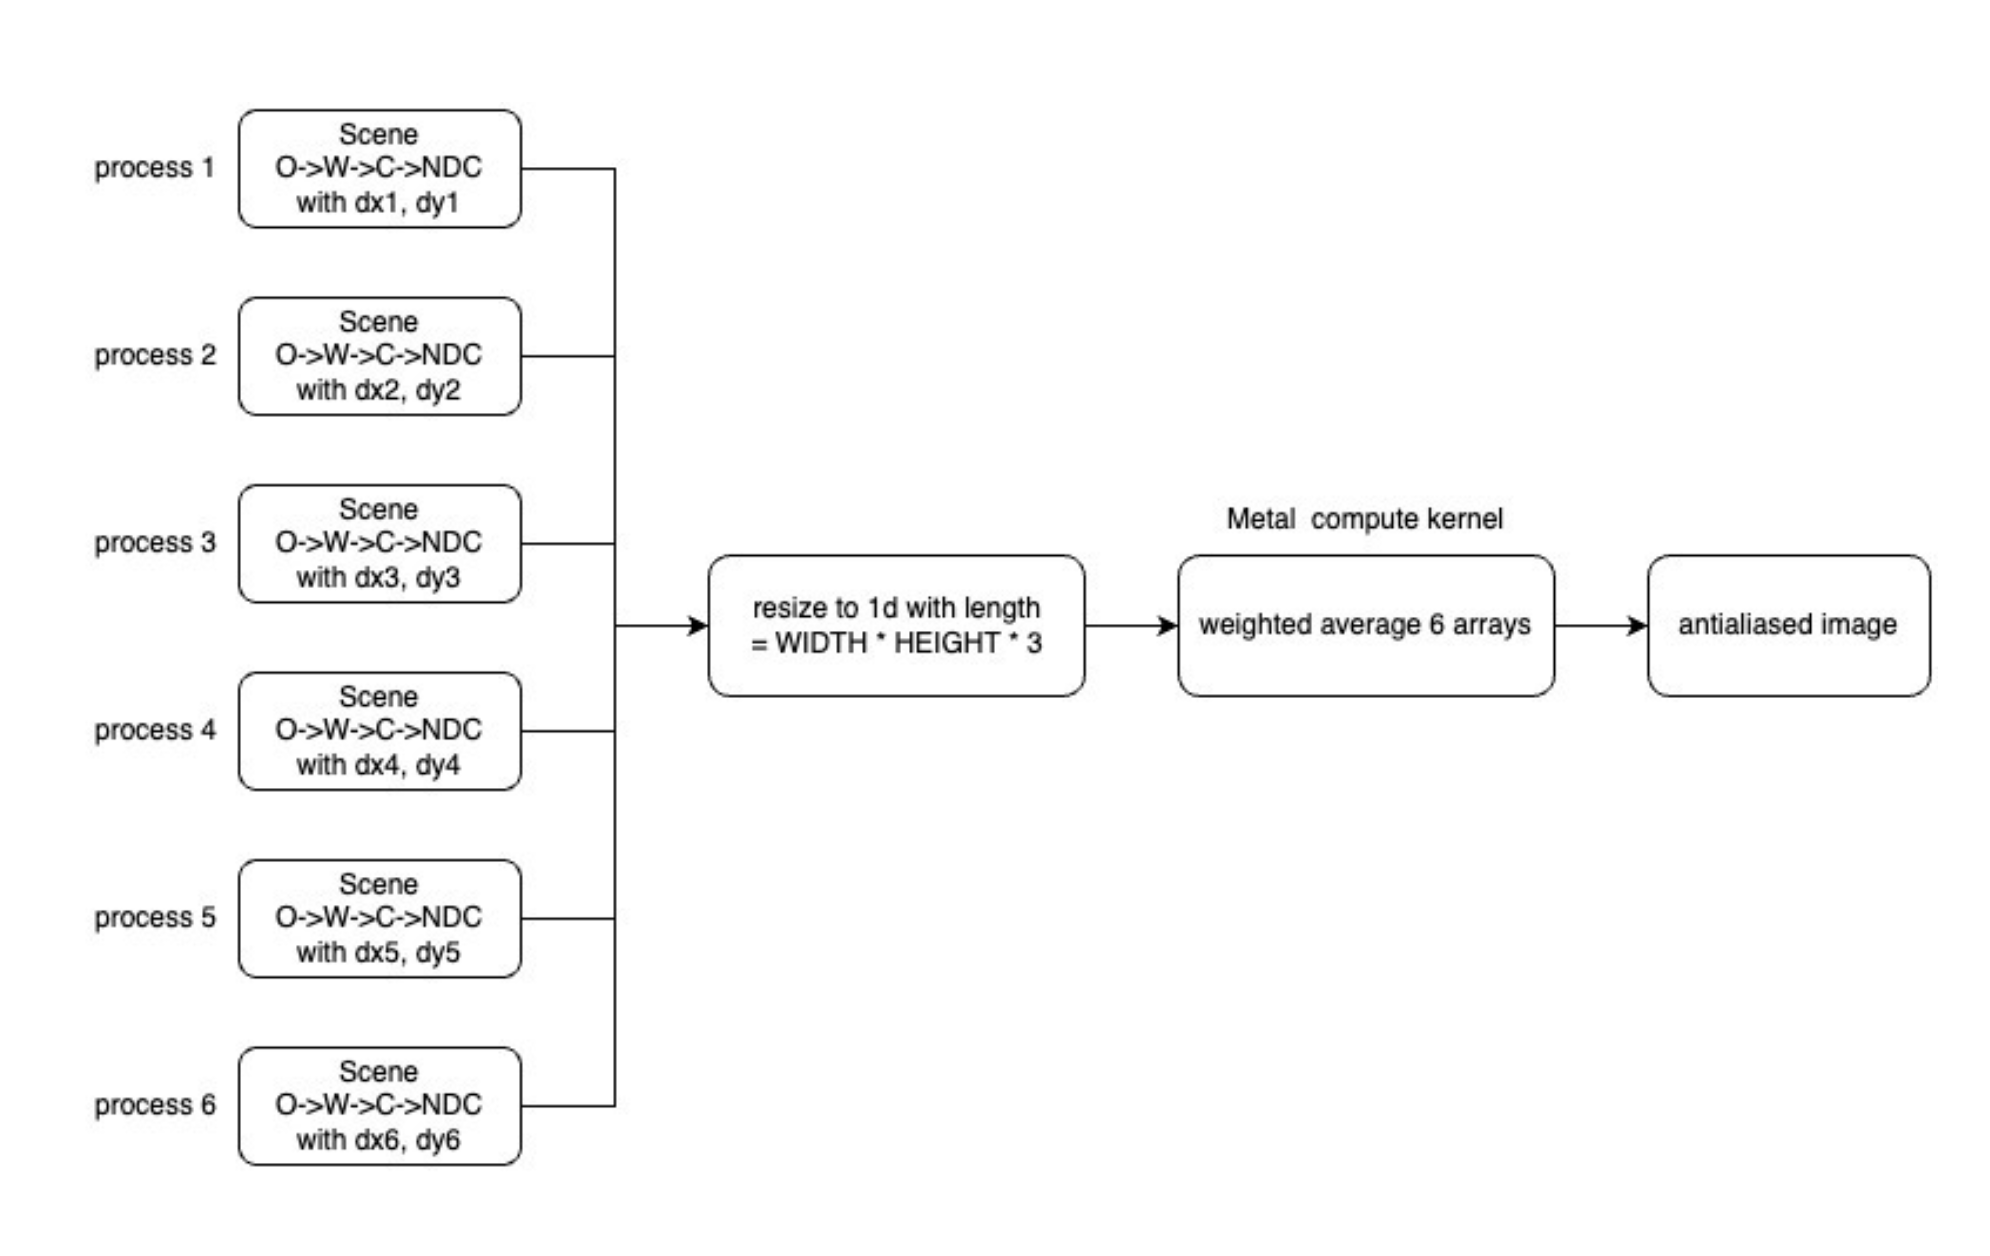 process 1
Scene
O->W->C->NDC
with dx1, dy1
process 2
Scene
O->W->C->NDC
with dx2, dy2
process 3
Scene
O->W->C->NDC
with dx3, dy3
process 4
Scene
O->W->C->NDC
with dx4, dy4
process 5
Scene
O->W->C->NDC
with dx5, dy5
process 6
Scene
O->W->C->NDC
with dx6, dy6
resize to 1d with length
= WIDTH * HEIGHT * 3
Metal compute kernel
weighted average 6 arrays
antialiased image